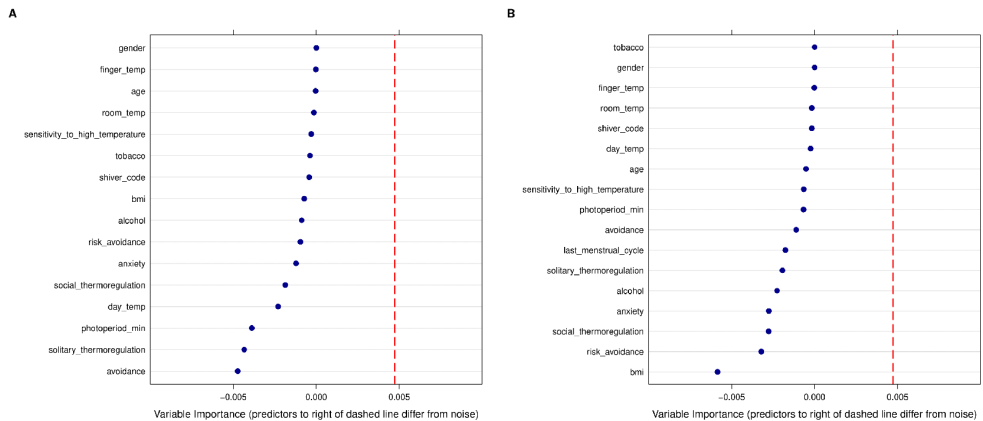 A
gender
finger_temp
age
room_temp
sensitivity_to_high_temperature
tobacco
shiver_code
bmi
alcohol
risk_avoidance
anxiety
social_thermoregulation
day_temp
photoperiod_min
solitary_thermoregulation
avoidance
−0.005 0.000 0.005
Variable Importance (predictors to right of dashed line differ from noise)
B
tobacco
gender
finger_temp
room_temp
shiver_code
day_temp
age
sensitivity_to_high_temperature
photoperiod_min
avoidance
last_menstrual_cycle
solitary_thermoregulation
alcohol
anxiety
social_thermoregulation
risk_avoidance
bmi
−0.005 0.000 0.005
Variable Importance (predictors to right of dashed line differ from noise)